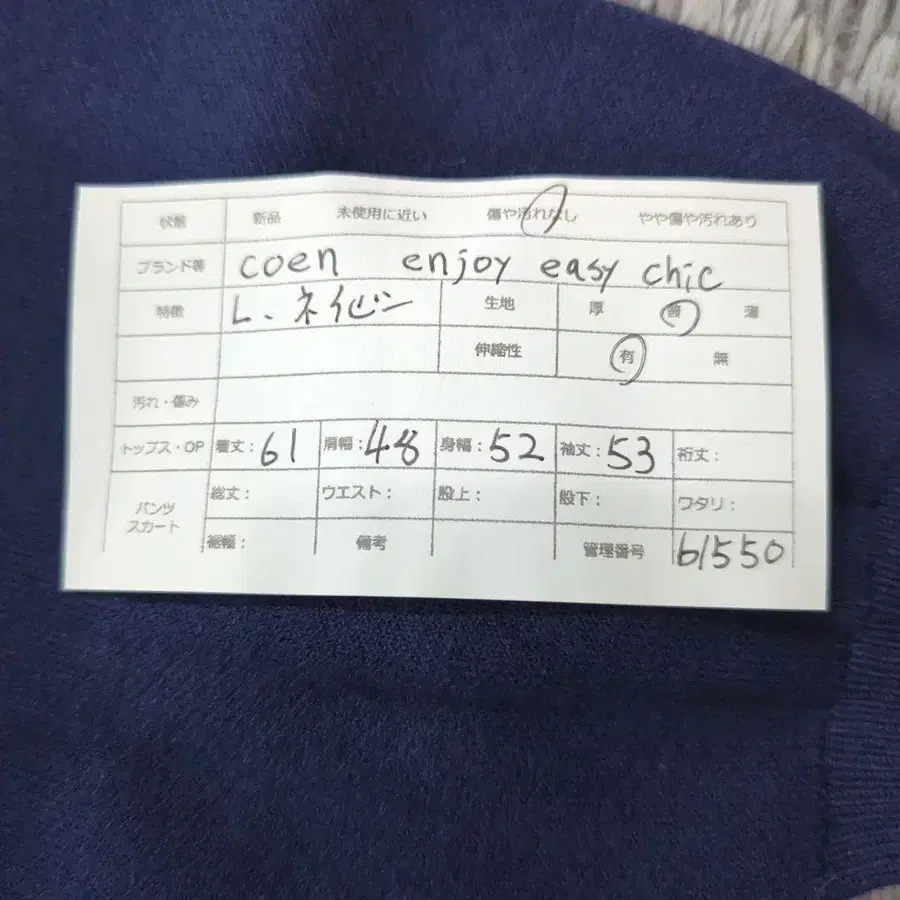 状態 新品 未使用に近い 傷や汚れなし やや傷や汚れあり
ブランド等 coen enjoy easy chic
特徴 L、ネイビー 生地 厚 普 薄
伸縮性 有 無
汚れ・傷み
トップス・OP 着丈:61 肩幅:48 身幅:52 袖丈:53 裄丈:
パンツ スカート 総丈: ウエスト: 股上: 股下: ワタリ:
裾幅: 備考 管理番号 61550